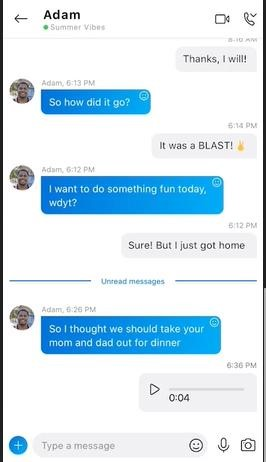 Adam
Summer Vibes
8:16 AM
Thanks, I will!
Adam, 6:13 PM
So how did it go?
6:14 PM
It was a BLAST! ✌️
Adam, 6:12 PM
I want to do something fun today,
wdyt?
6:12 PM
Sure! But I just got home
Unread messages
Adam, 6:26 PM
So I thought we should take your
mom and dad out for dinner
6:36 PM
0:04
Type a message